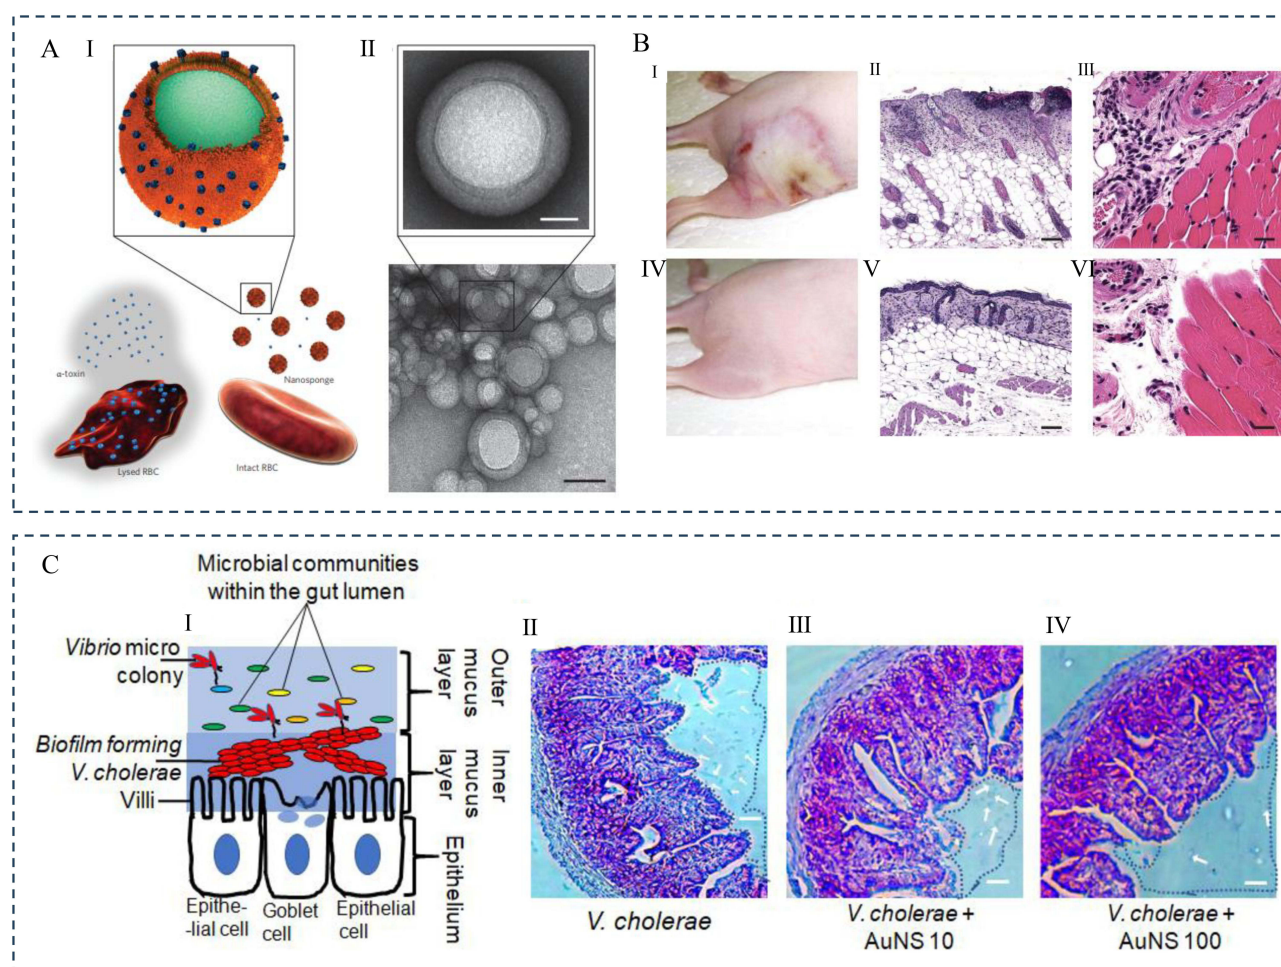 A
I
II
α-toxin
Nanosponge
Lysed RBC
Intact RBC
B
I
II
III
IV
V
VI
C
Microbial communities
within the gut lumen
I
Vibrio micro
colony
Biofilm forming
V. cholerae
Villi
Outer
mucus
layer
Inner
mucus
layer
Epithelium
Epithe-
-lial cell
Goblet
cell
Epithelial
cell
II
V. cholerae
III
V. cholerae +
AuNS 10
IV
V. cholerae +
AuNS 100